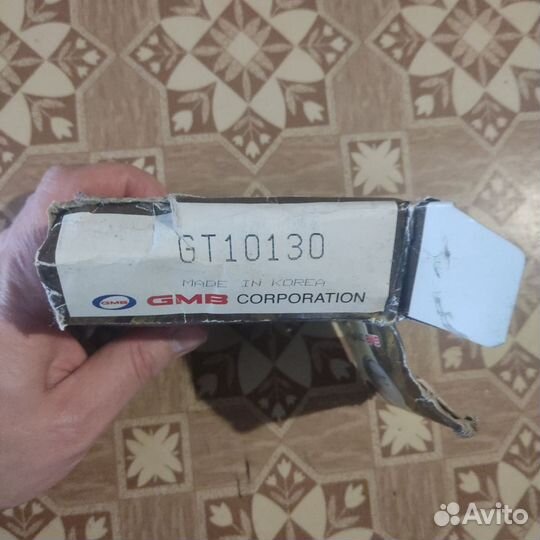 GT10130
MADE IN KOREA
GMB GMB CORPORATION
Avito